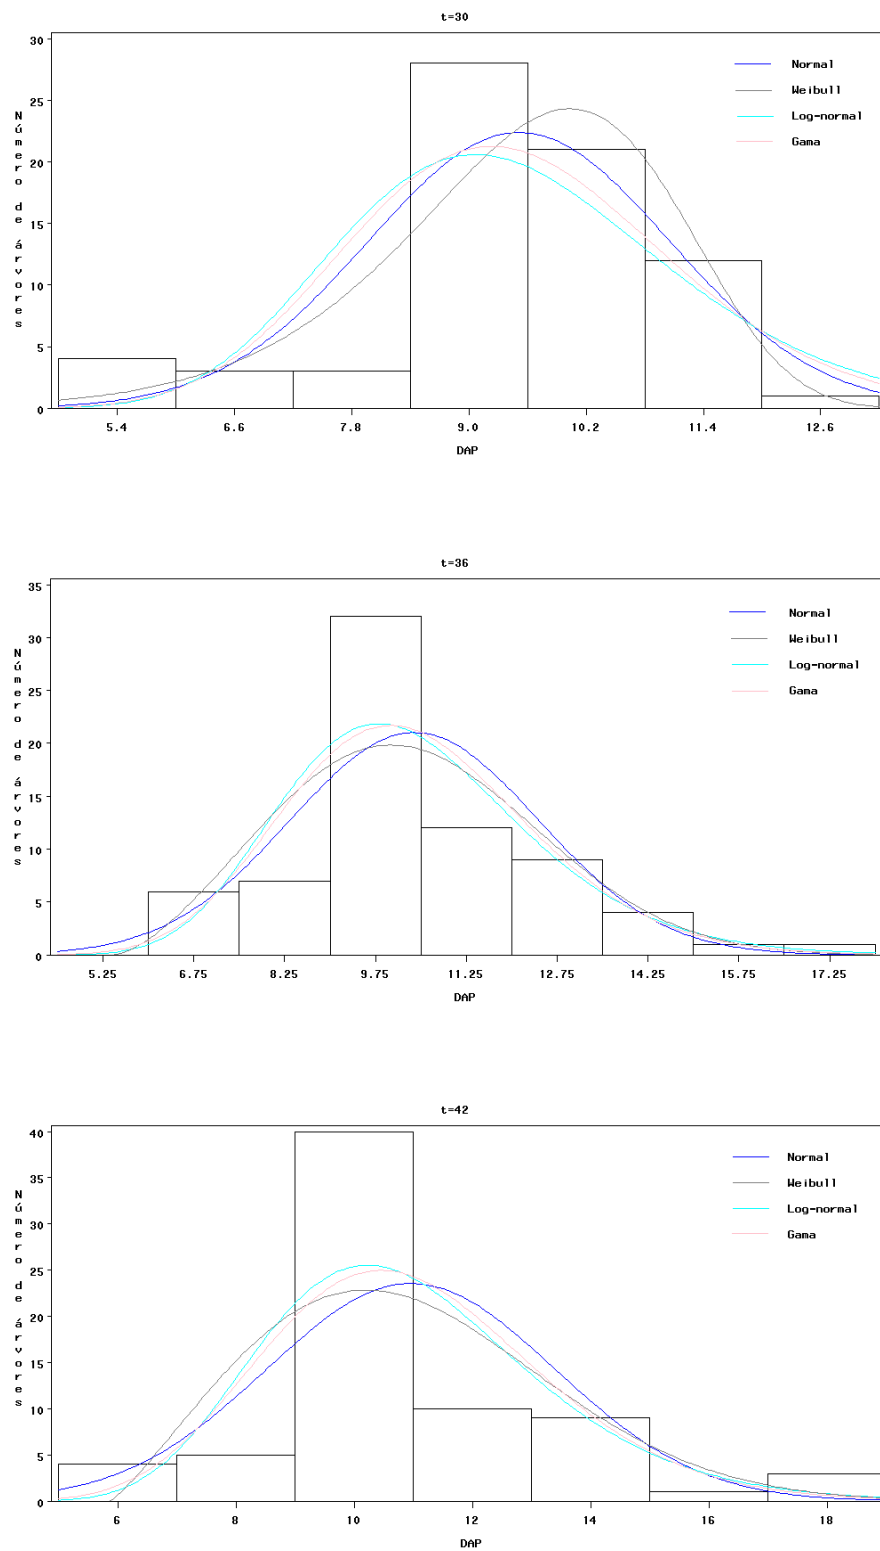 t=30
30
25
20
15
10
5
0
Número de árvores
Normal
Weibull
Log-normal
Gama
5.4 6.6 7.8 9.0 10.2 11.4 12.6
DAP
t=36
35
30
25
20
15
10
5
0
Número de árvores
Normal
Weibull
Log-normal
Gama
5.25 6.75 8.25 9.75 11.25 12.75 14.25 15.75 17.25
DAP
t=42
40
35
30
25
20
15
10
5
0
Número de árvores
Normal
Weibull
Log-normal
Gama
6 8 10 12 14 16 18
DAP